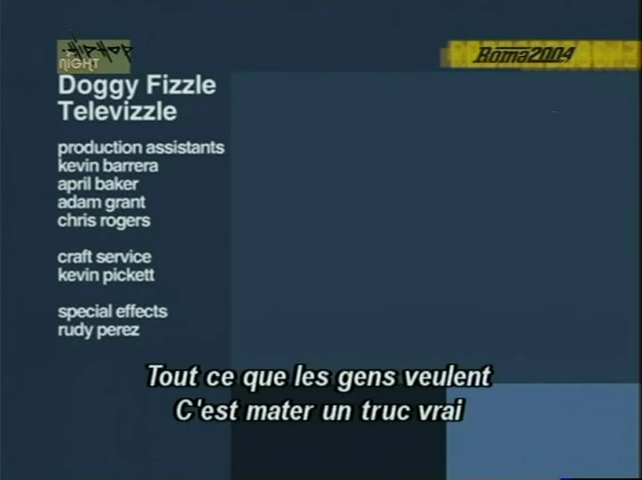 HipHop
NIGHT
Roma2004
Doggy Fizzle
Televizzle
production assistants
kevin barrera
april baker
adam grant
chris rogers
craft service
kevin pickett
special effects
rudy perez
Tout ce que les gens veulent
C'est mater un truc vrai